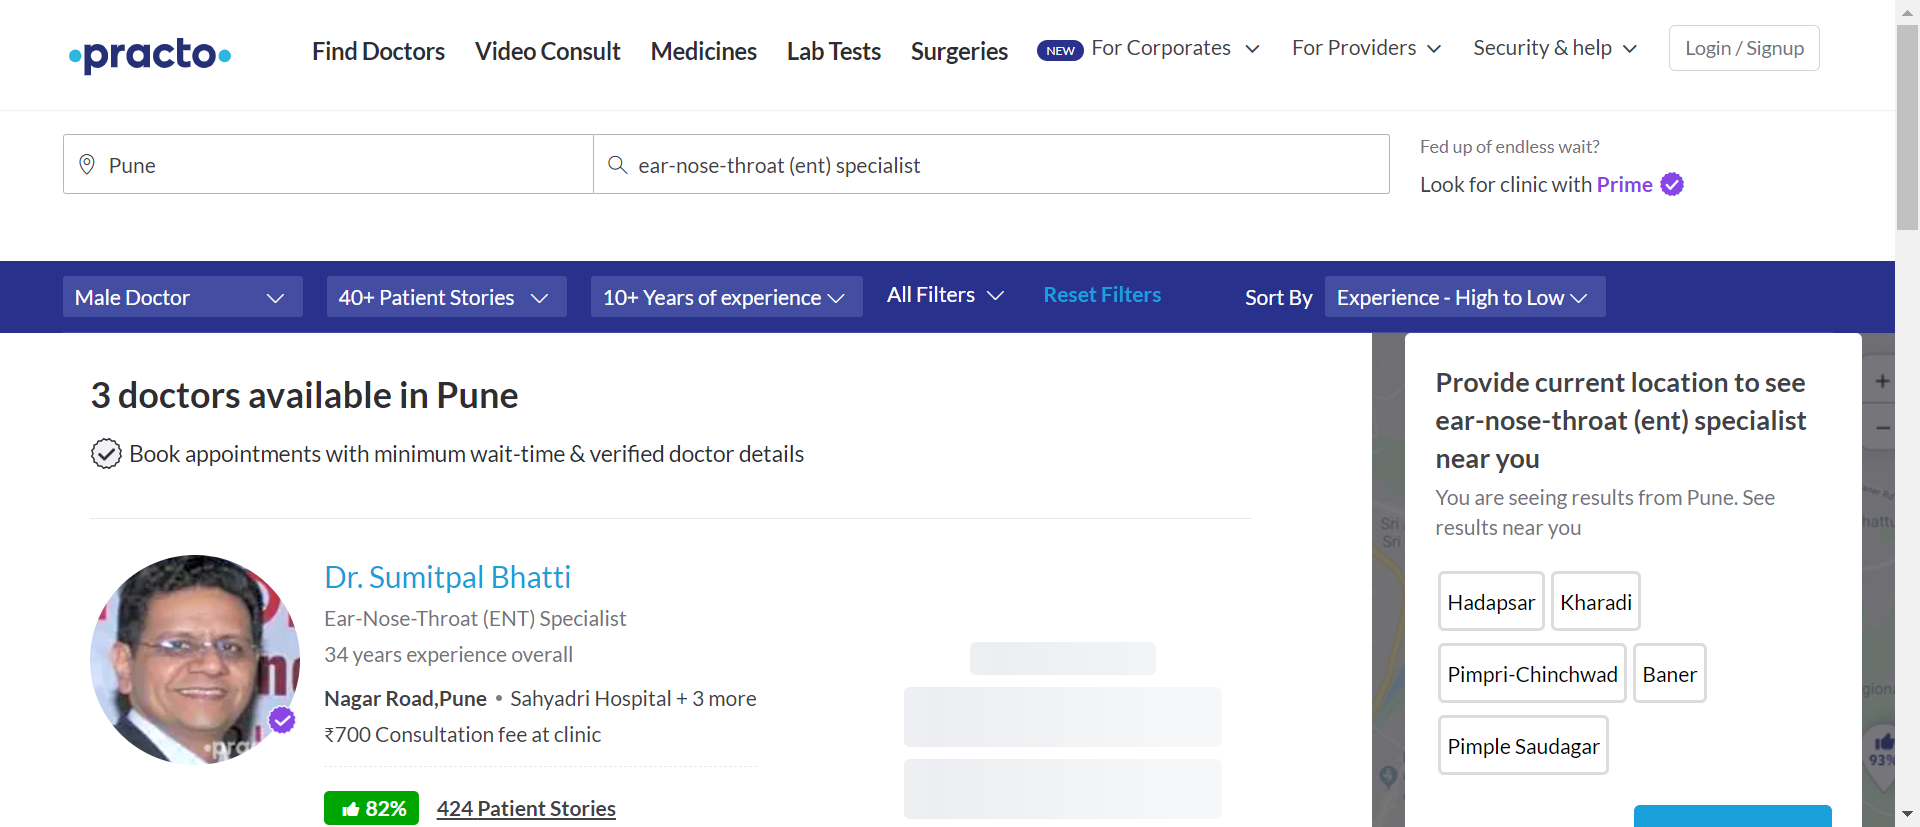 practo
Find Doctors Video Consult Medicines Lab Tests Surgeries NEW For Corporates For Providers Security & help Login / Signup
Pune ear-nose-throat (ent) specialist
Fed up of endless wait?
Look for clinic with Prime
Male Doctor 40+ Patient Stories 10+ Years of experience All Filters Reset Filters Sort By Experience - High to Low
3 doctors available in Pune
Book appointments with minimum wait-time & verified doctor details
Dr. Sumitpal Bhatti
Ear-Nose-Throat (ENT) Specialist
34 years experience overall
Nagar Road,Pune • Sahyadri Hospital + 3 more
₹700 Consultation fee at clinic
82% 424 Patient Stories
Provide current location to see
ear-nose-throat (ent) specialist
near you
You are seeing results from Pune. See
results near you
Hadapsar Kharadi
Pimpri-Chinchwad Baner
Pimple Saudagar
+
−
Sri
Sri
93%